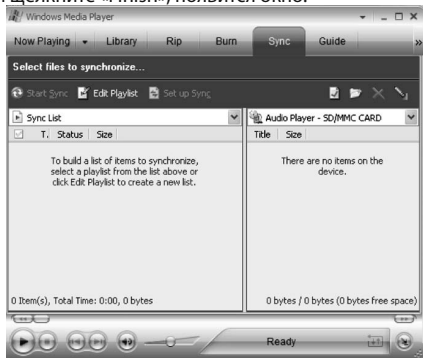 Щелкните «Finish», появится окно:
Windows Media Player
Now Playing Library Rip Burn Sync Guide »
Select files to synchronize...
Start Sync Edit Playlist Set up Sync
Sync List Audio Player - SD/MMC CARD
T. Status Size Title Size
To build a list of items to synchronize,
select a playlist from the list above or
click Edit Playlist to create a new list.
There are no items on the
device.
0 Item(s), Total Time: 0:00, 0 bytes 0 bytes / 0 bytes (0 bytes free space)
Ready